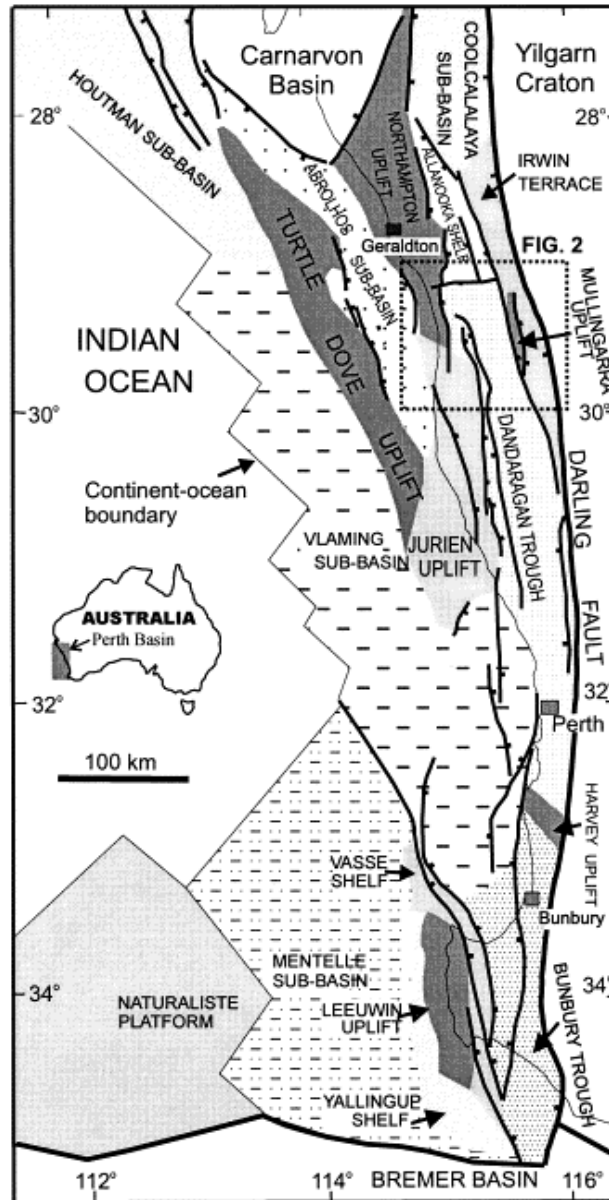 Carnarvon
Basin
COOLCALALAYA
SUB-BASIN
Yilgarn
Craton
28°
28°
HOUTMAN SUB-BASIN
NORTHAMPTON
UPLIFT
ALLANOOKA SHELF
IRWIN
TERRACE
ABROLHOS
SUB-BASIN
Geraldton
FIG. 2
TURTLE
DOVE
UPLIFT
MULLINGARRA
UPLIFT
INDIAN
OCEAN
30°
30°
DANDARAGAN TROUGH
DARLING
FAULT
Continent-ocean
boundary
VLAMING
SUB-BASIN
JURIEN
UPLIFT
AUSTRALIA
Perth Basin
32°
32°
Perth
100 km
HARVEY UPLIFT
VASSE
SHELF
Bunbury
MENTELLE
SUB-BASIN
34°
34°
NATURALISTE
PLATFORM
LEEUWIN
UPLIFT
BUNBURY TROUGH
YALLINGUP
SHELF
112°
114°
BREMER BASIN
116°